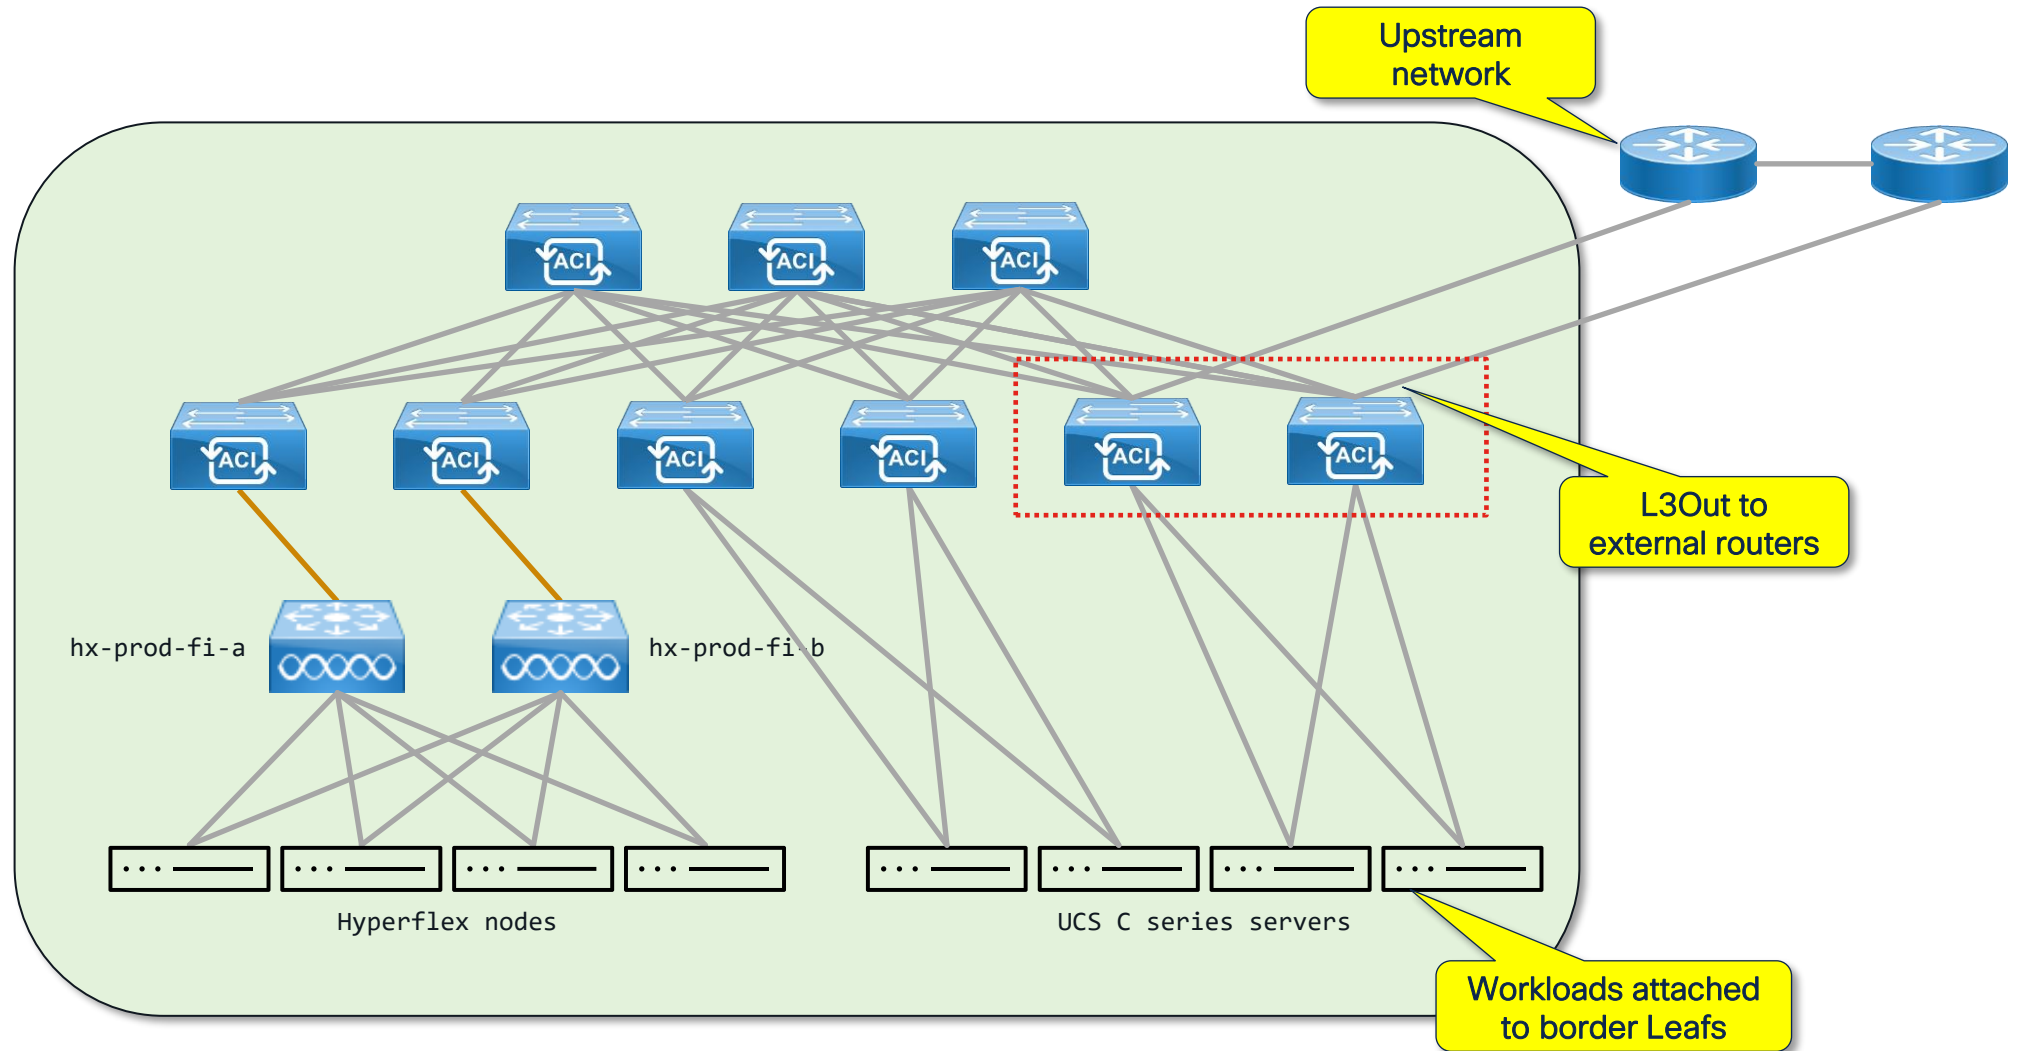 Upstream
network
ACI
ACI
ACI
ACI
ACI
ACI
ACI
ACI
ACI
L3Out to
external routers
hx-prod-fi-a
hx-prod-fi-b
Hyperflex nodes
UCS C series servers
Workloads attached
to border Leafs